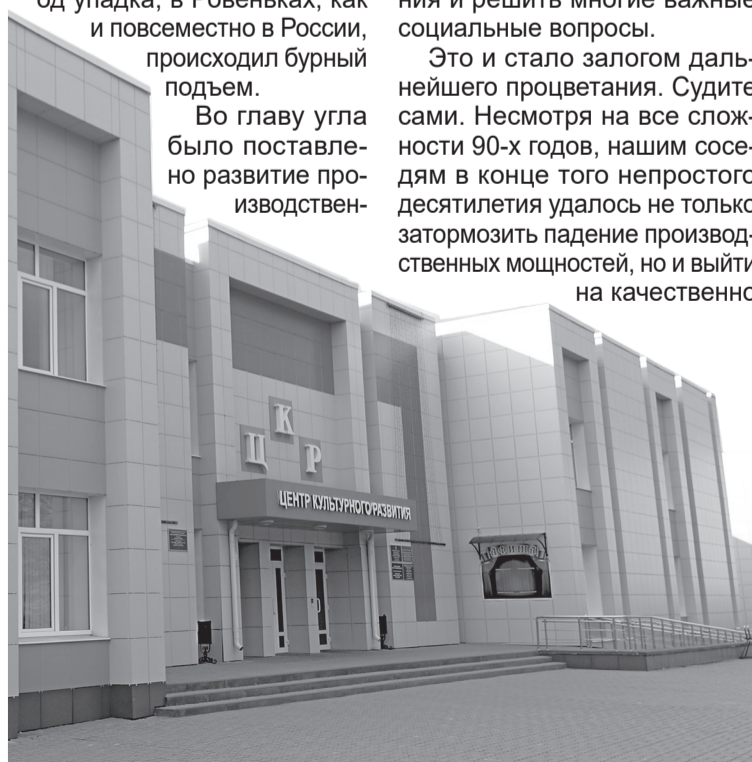 од упадка, в Ровеньках, как
и повсеместно в России,
происходил бурный
подъем.
Во главу угла
было поставле-
но развитие про-
изводствен-
ния и решить многие важные
социальные вопросы.
Это и стало залогом даль-
нейшего процветания. Судите
сами. Несмотря на все слож-
ности 90-х годов, нашим сосе-
дям в конце того непростого
десятилетия удалось не только
затормозить падение производ-
ственных мощностей, но и выйти
на качественно
Ц К Р
ЦЕНТР КУЛЬТУРНОГО РАЗВИТИЯ
АФИША